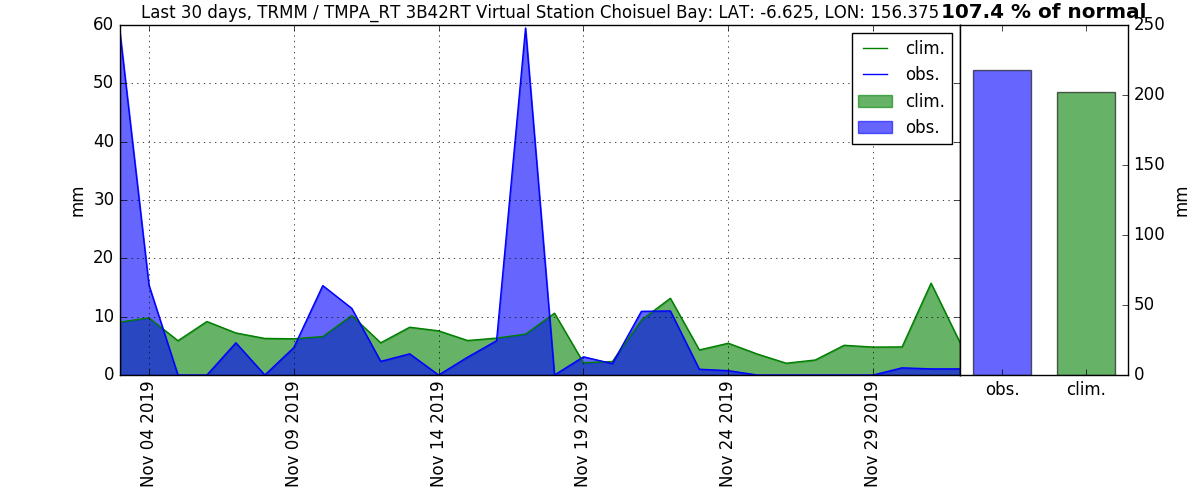 Last 30 days, TRMM / TMPA_RT 3B42RT Virtual Station Choisuel Bay: LAT: -6.625, LON: 156.375
107.4 % of normal
60
50
40
30
20
10
0
mm
clim.
obs.
clim.
obs.
Nov 04 2019
Nov 09 2019
Nov 14 2019
Nov 19 2019
Nov 24 2019
Nov 29 2019
250
200
150
100
50
0
mm
obs.
clim.